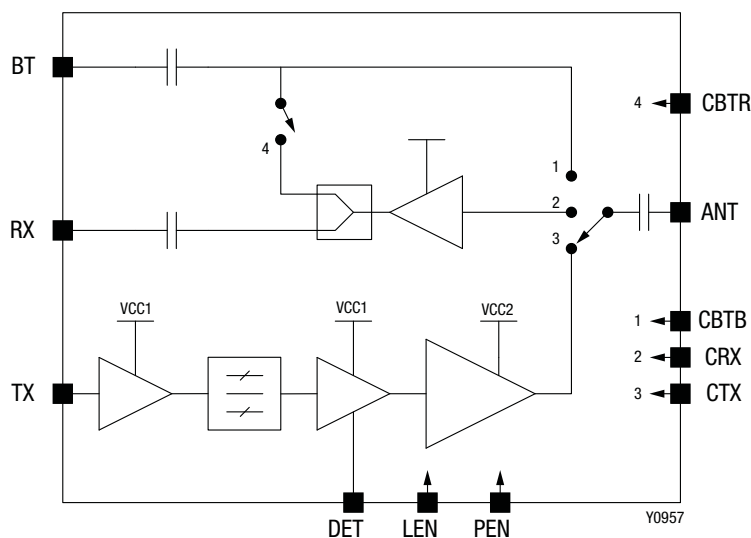 BT
4
CBTR
4
1
2
ANT
RX
3
VCC1
VCC1
VCC2
1
CBTB
2
CRX
TX
3
CTX
DET
LEN
PEN
Y0957